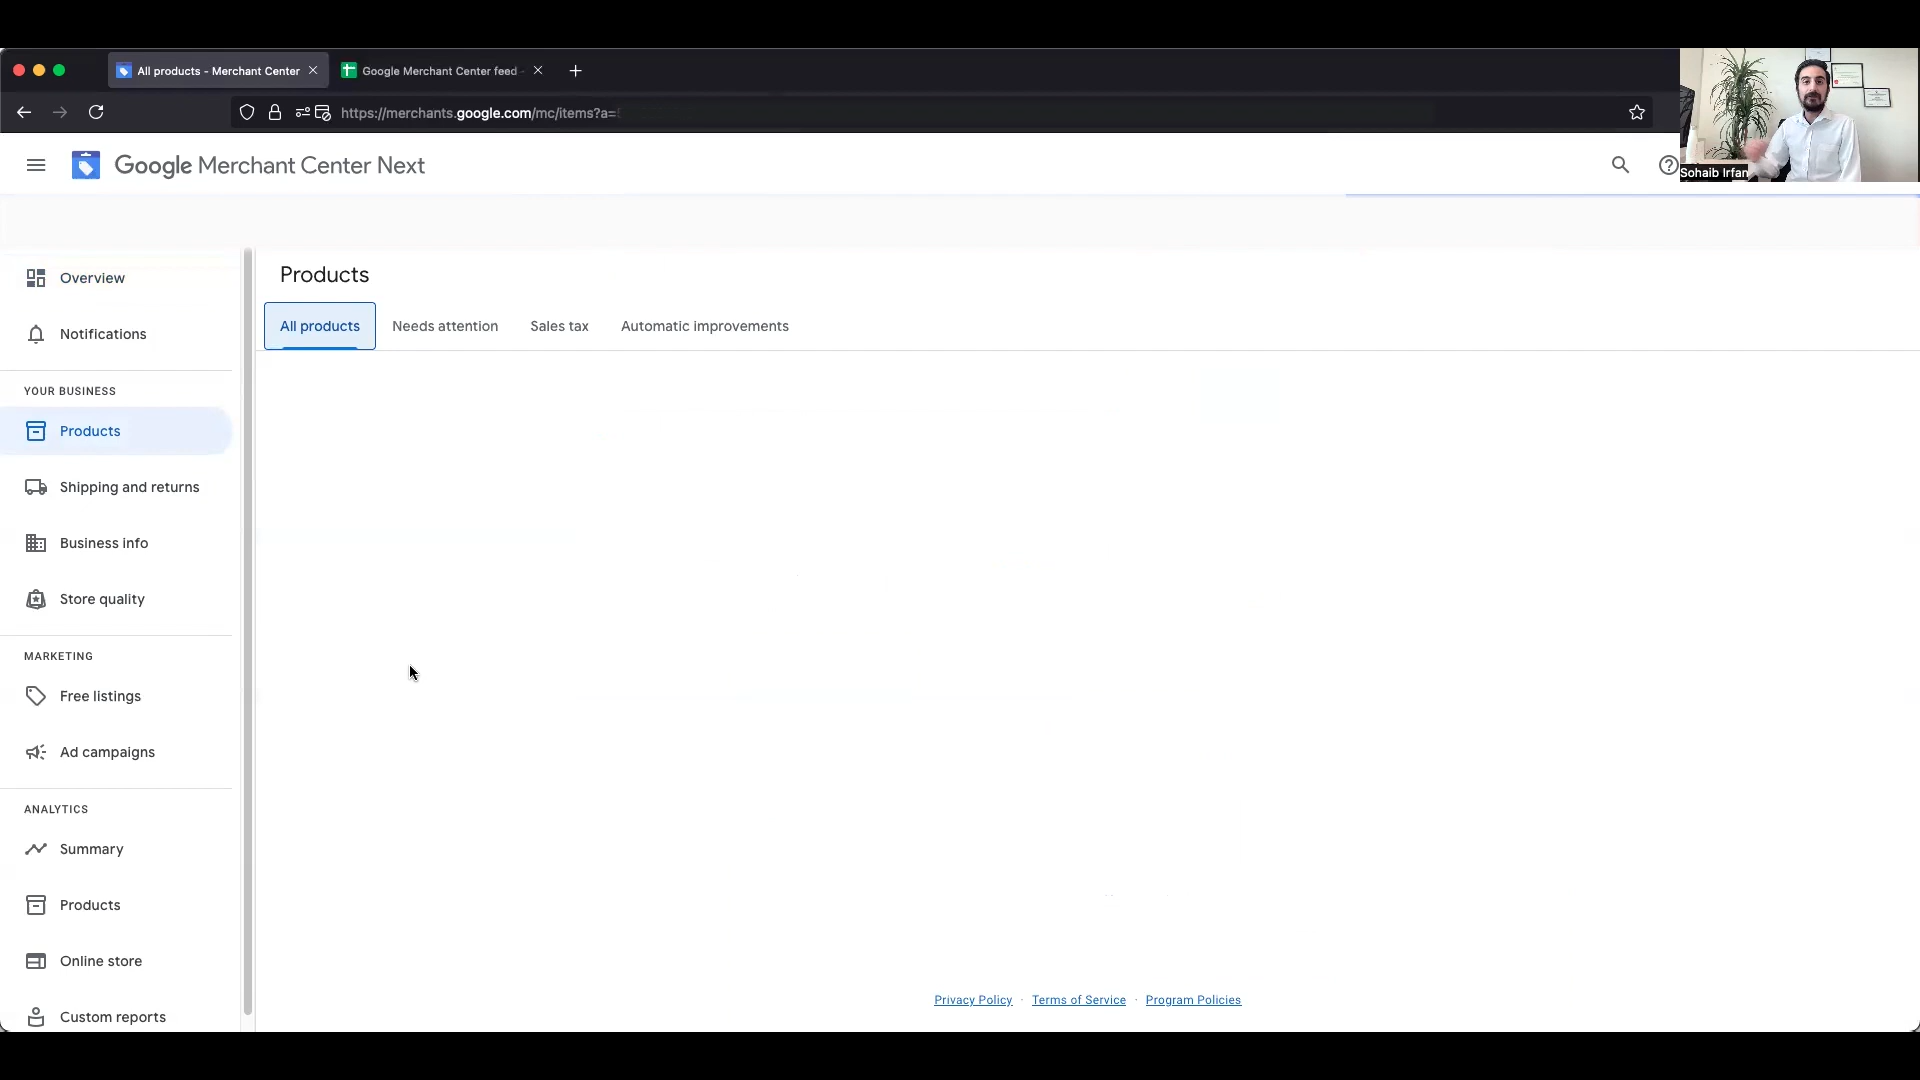 All products - Merchant Center
Google Merchant Center feed -
https://merchants.google.com/mc/items?a=
Google Merchant Center Next
Sohaib Irfan
Overview
Notifications
YOUR BUSINESS
Products
Shipping and returns
Business info
Store quality
MARKETING
Free listings
Ad campaigns
ANALYTICS
Summary
Products
Online store
Custom reports
Products
All products Needs attention Sales tax Automatic improvements
Privacy Policy · Terms of Service · Program Policies